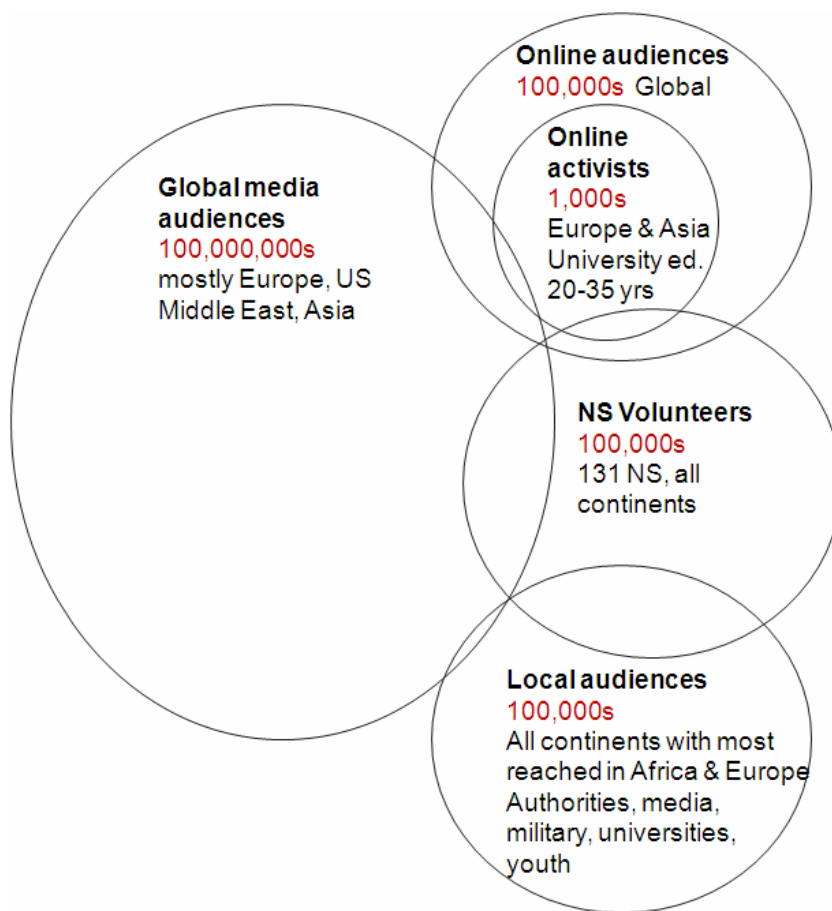 Online audiences
100,000s Global
Online
activists
1,000s
Europe & Asia
University ed.
20-35 yrs
Global media
audiences
100,000,000s
mostly Europe, US
Middle East, Asia
NS Volunteers
100,000s
131 NS, all
continents
Local audiences
100,000s
All continents with most
reached in Africa & Europe
Authorities, media,
military, universities,
youth